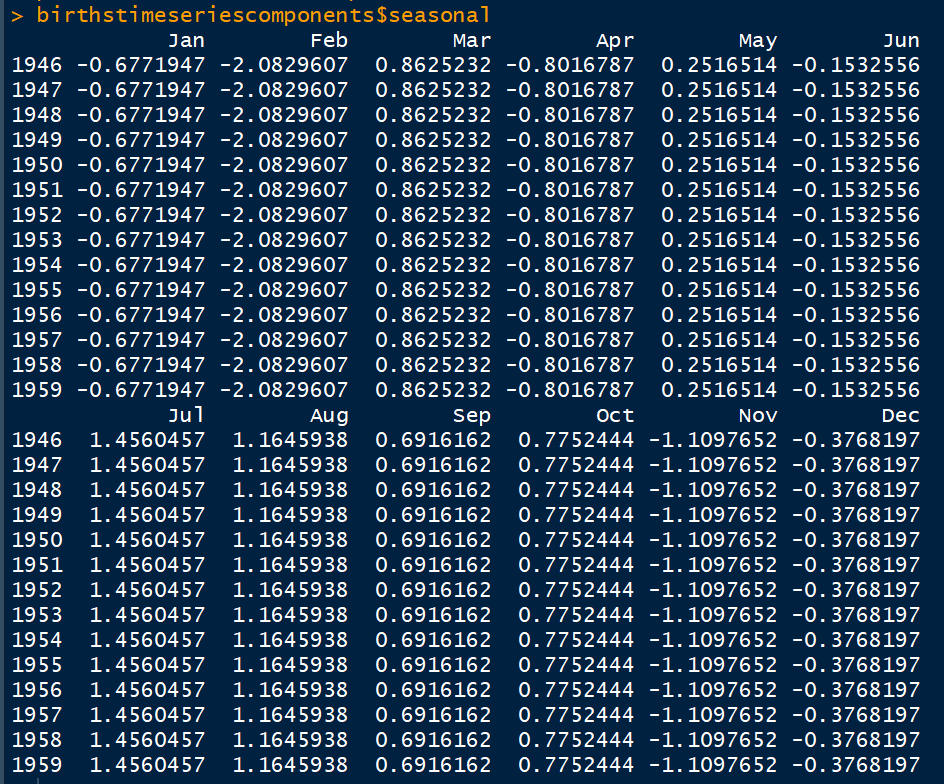 > birthstimeseriescomponents$seasonal
            Jan        Feb        Mar        Apr        May        Jun
1946 -0.6771947 -2.0829607  0.8625232 -0.8016787  0.2516514 -0.1532556
1947 -0.6771947 -2.0829607  0.8625232 -0.8016787  0.2516514 -0.1532556
1948 -0.6771947 -2.0829607  0.8625232 -0.8016787  0.2516514 -0.1532556
1949 -0.6771947 -2.0829607  0.8625232 -0.8016787  0.2516514 -0.1532556
1950 -0.6771947 -2.0829607  0.8625232 -0.8016787  0.2516514 -0.1532556
1951 -0.6771947 -2.0829607  0.8625232 -0.8016787  0.2516514 -0.1532556
1952 -0.6771947 -2.0829607  0.8625232 -0.8016787  0.2516514 -0.1532556
1953 -0.6771947 -2.0829607  0.8625232 -0.8016787  0.2516514 -0.1532556
1954 -0.6771947 -2.0829607  0.8625232 -0.8016787  0.2516514 -0.1532556
1955 -0.6771947 -2.0829607  0.8625232 -0.8016787  0.2516514 -0.1532556
1956 -0.6771947 -2.0829607  0.8625232 -0.8016787  0.2516514 -0.1532556
1957 -0.6771947 -2.0829607  0.8625232 -0.8016787  0.2516514 -0.1532556
1958 -0.6771947 -2.0829607  0.8625232 -0.8016787  0.2516514 -0.1532556
1959 -0.6771947 -2.0829607  0.8625232 -0.8016787  0.2516514 -0.1532556
            Jul        Aug        Sep        Oct        Nov        Dec
1946  1.4560457  1.1645938  0.6916162  0.7752444 -1.1097652 -0.3768197
1947  1.4560457  1.1645938  0.6916162  0.7752444 -1.1097652 -0.3768197
1948  1.4560457  1.1645938  0.6916162  0.7752444 -1.1097652 -0.3768197
1949  1.4560457  1.1645938  0.6916162  0.7752444 -1.1097652 -0.3768197
1950  1.4560457  1.1645938  0.6916162  0.7752444 -1.1097652 -0.3768197
1951  1.4560457  1.1645938  0.6916162  0.7752444 -1.1097652 -0.3768197
1952  1.4560457  1.1645938  0.6916162  0.7752444 -1.1097652 -0.3768197
1953  1.4560457  1.1645938  0.6916162  0.7752444 -1.1097652 -0.3768197
1954  1.4560457  1.1645938  0.6916162  0.7752444 -1.1097652 -0.3768197
1955  1.4560457  1.1645938  0.6916162  0.7752444 -1.1097652 -0.3768197
1956  1.4560457  1.1645938  0.6916162  0.7752444 -1.1097652 -0.3768197
1957  1.4560457  1.1645938  0.6916162  0.7752444 -1.1097652 -0.3768197
1958  1.4560457  1.1645938  0.6916162  0.7752444 -1.1097652 -0.3768197
1959  1.4560457  1.1645938  0.6916162  0.7752444 -1.1097652 -0.3768197